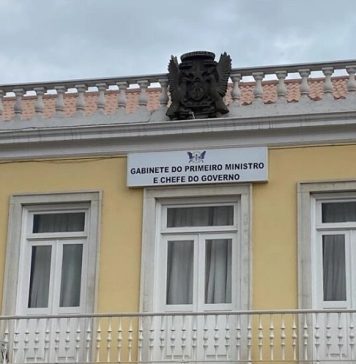 GABINETE DO PRIMEIRO MINISTRO
E CHEFE DO GOVERNO